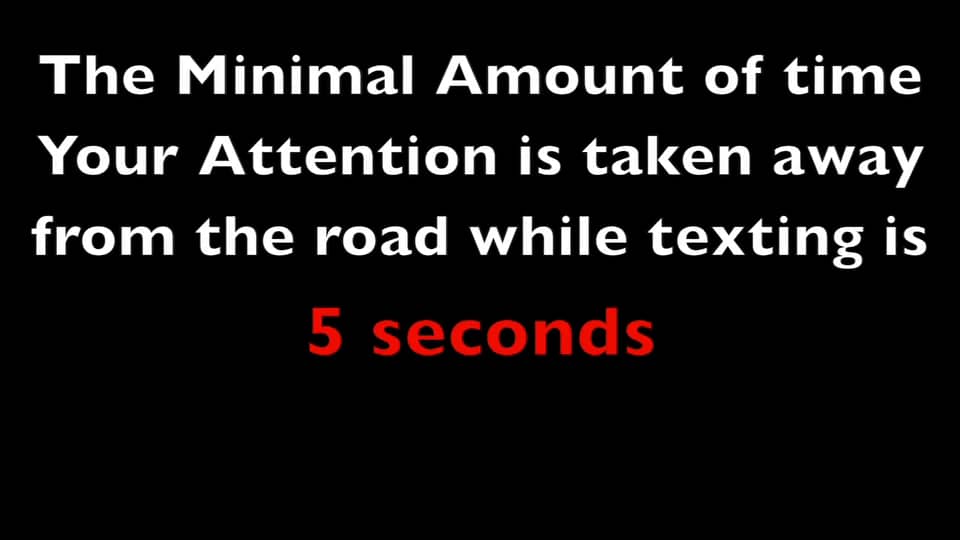 The Minimal Amount of time
Your Attention is taken away
from the road while texting is
5 seconds